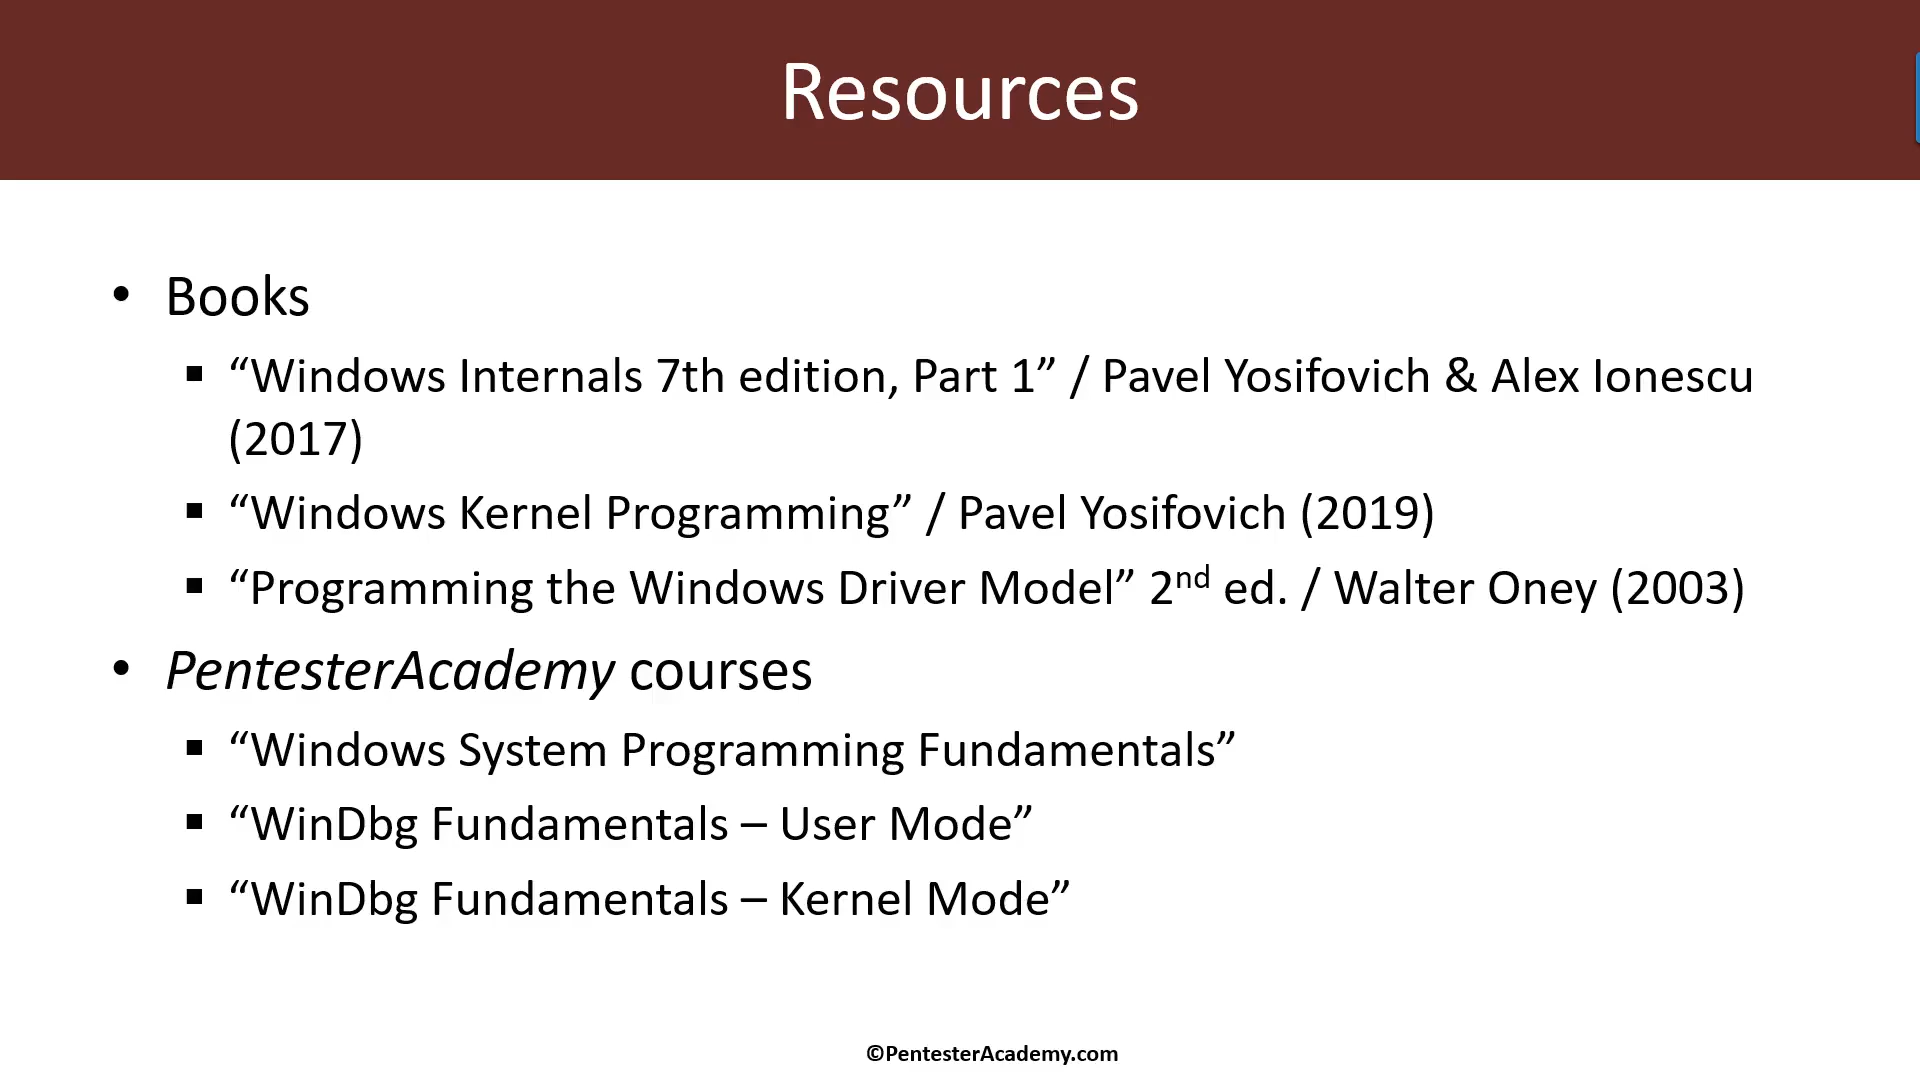 Resources
• Books
▪ “Windows Internals 7th edition, Part 1” / Pavel Yosifovich & Alex Ionescu
(2017)
▪ “Windows Kernel Programming” / Pavel Yosifovich (2019)
▪ “Programming the Windows Driver Model” 2nd ed. / Walter Oney (2003)
• PentesterAcademy courses
▪ “Windows System Programming Fundamentals”
▪ “WinDbg Fundamentals – User Mode”
▪ “WinDbg Fundamentals – Kernel Mode”
©PentesterAcademy.com